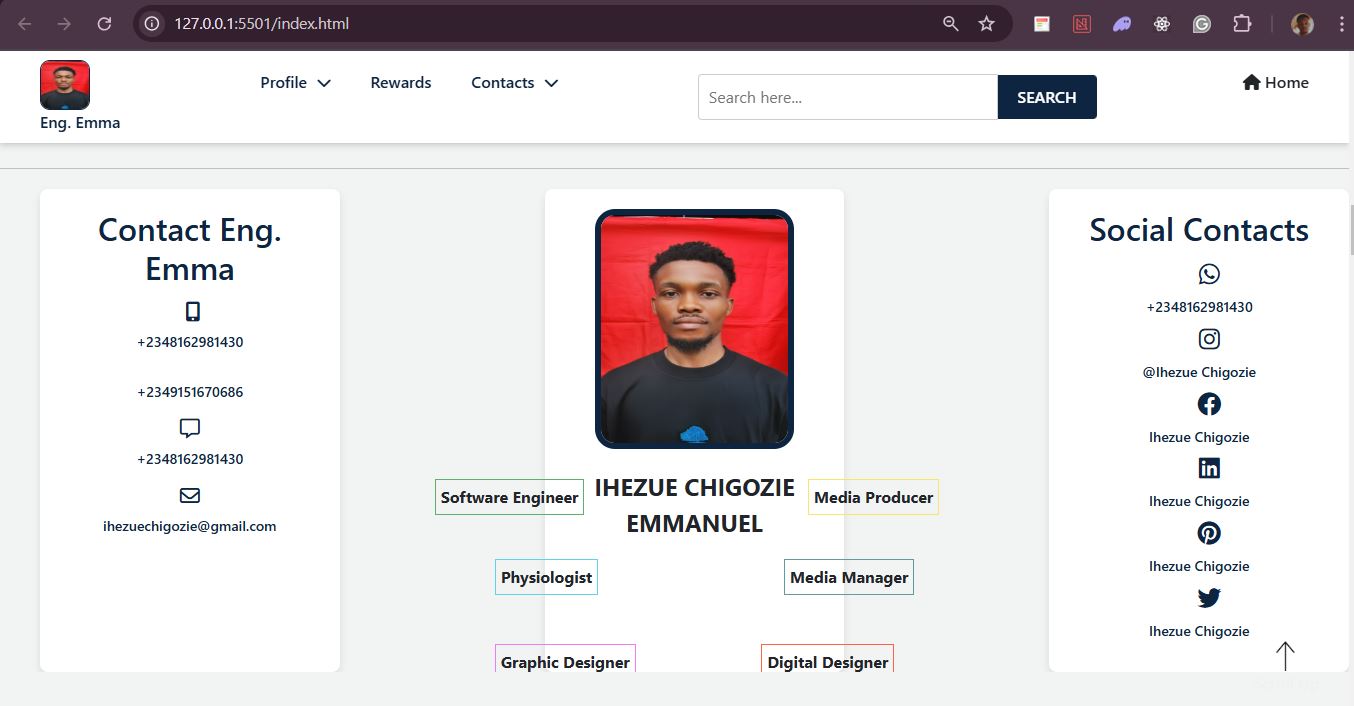 127.0.0.1:5501/index.html
Eng. Emma
Profile
Rewards
Contacts
Search here...
SEARCH
Home
Contact Eng.
Emma
+2348162981430
+2349151670686
+2348162981430
ihezuechigozie@gmail.com
IHEZUE CHIGOZIE
EMMANUEL
Software Engineer
Media Producer
Physiologist
Media Manager
Graphic Designer
Digital Designer
Social Contacts
+2348162981430
@Ihezue Chigozie
Ihezue Chigozie
Ihezue Chigozie
Ihezue Chigozie
Ihezue Chigozie